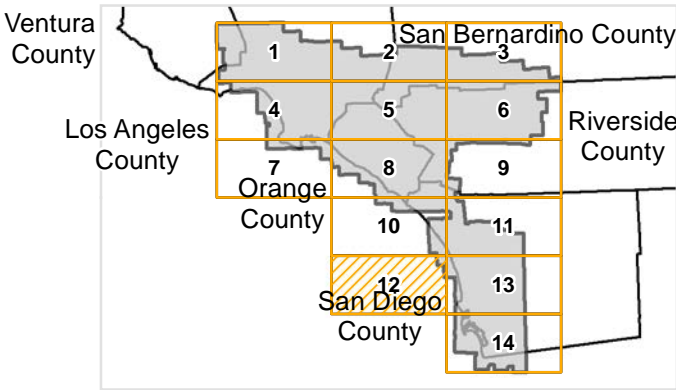 Ventura
County
San Bernardino County
1
2
3
4
5
6
Los Angeles
County
Riverside
County
7
8
9
Orange
County
10
11
12
13
San Diego
County
14